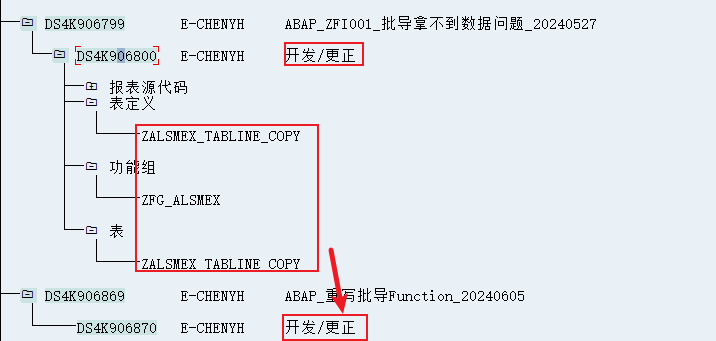 DS4K906799 E-CHENYH ABAP_ZFI001_批导拿不到数据问题_20240527
DS4K906800 E-CHENYH 开发/更正
报表源代码
表定义
ZALSMEX_TABLINE_COPY
功能组
ZFG_ALSMEX
表
ZALSMEX_TABLINE_COPY
DS4K906869 E-CHENYH ABAP_重写批导Function_20240605
DS4K906870 E-CHENYH 开发/更正